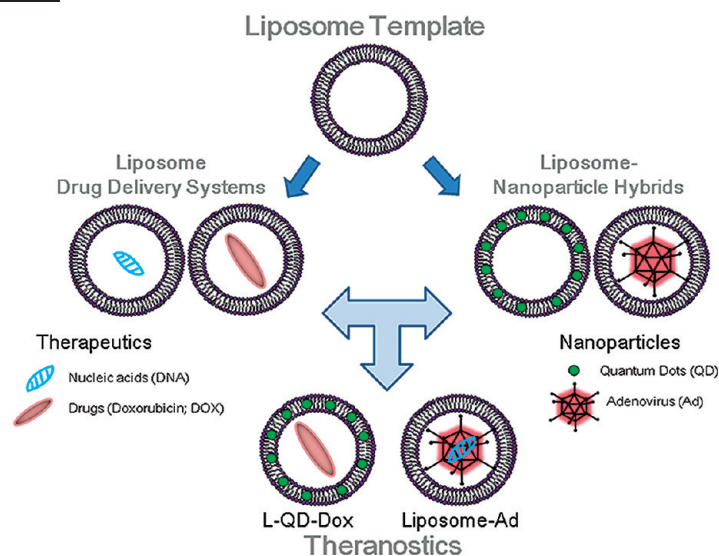 Liposome Template
Liposome
Drug Delivery Systems
Liposome-
Nanoparticle Hybrids
Therapeutics
Nucleic acids (DNA)
Drugs (Doxorubicin; DOX)
Nanoparticles
Quantum Dots (QD)
Adenovirus (Ad)
L-QD-Dox
Liposome-Ad
Theranostics